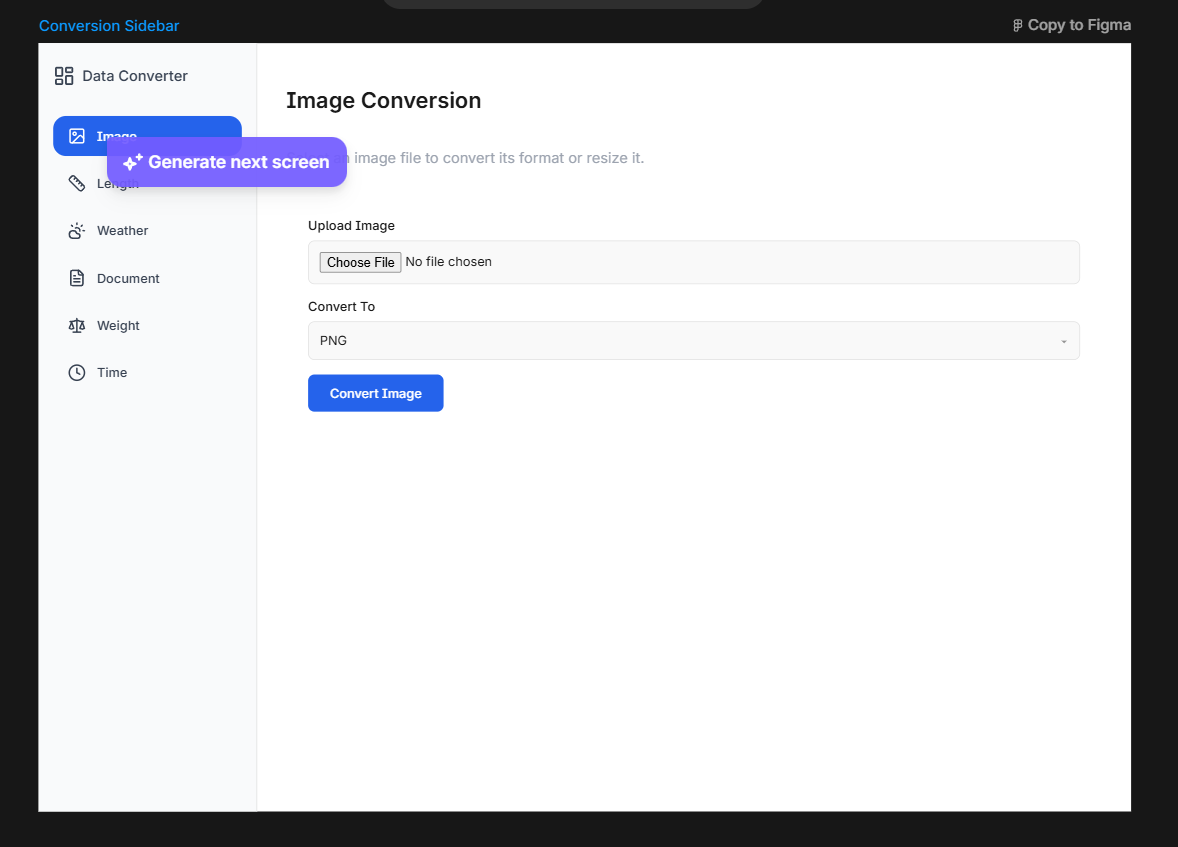 Conversion Sidebar
Copy to Figma
Data Converter
Image Conversion
Image
Generate next screen
image file to convert its format or resize it.
Length
Upload Image
Weather
Choose File No file chosen
Document
Convert To
Weight
PNG
Time
Convert Image